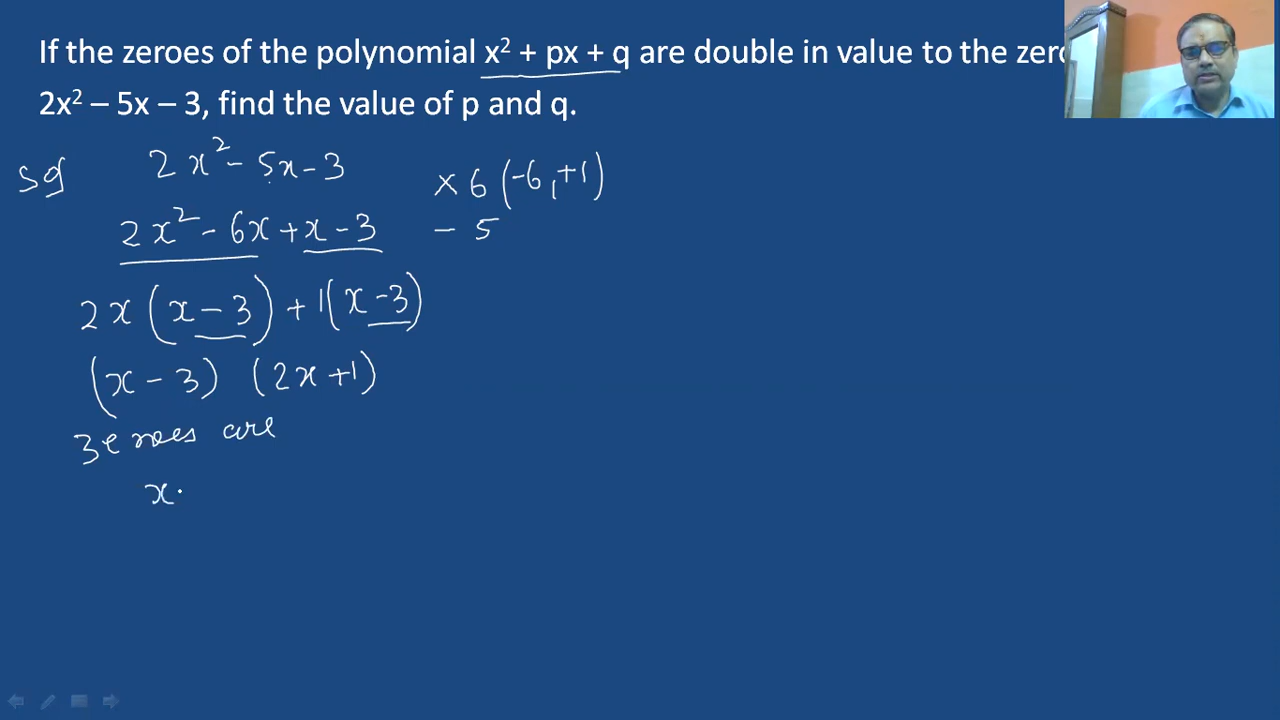 If the zeroes of the polynomial x² + px + q are double in value to the
2x² – 5x – 3, find the value of p and q.
Sol 2x² - 5x - 3
× 6 (-6, +1)
2x² - 6x + x - 3
- 5
2x (x - 3) + 1(x - 3)
(x - 3) (2x + 1)
zeroes are
x